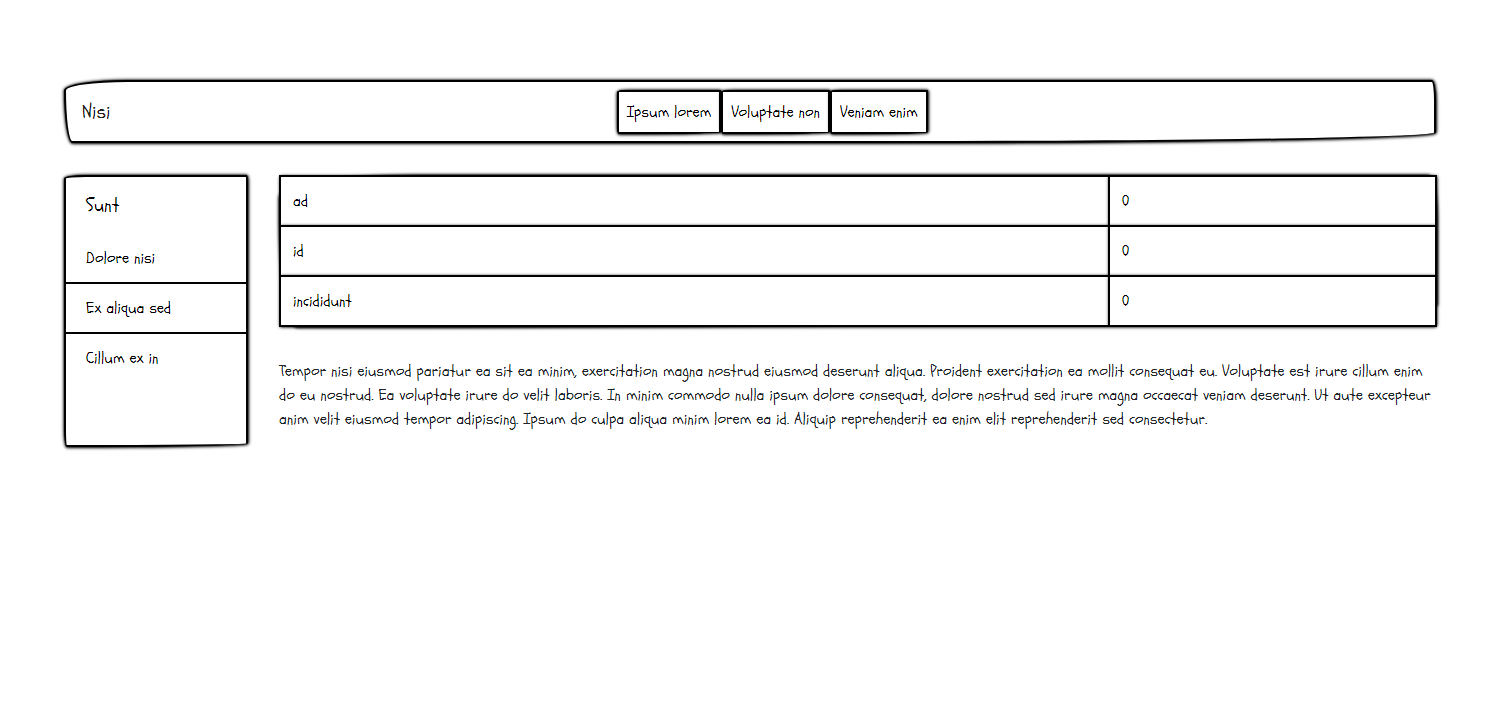 Nisi
Ipsum lorem
Voluptate non
Veniam enim
Sunt
Dolore nisi
Ex aliqua sed
Cillum ex in
ad 0
id 0
incididunt 0
Tempor nisi eiusmod pariatur ea sit ea minim, exercitation magna nostrud eiusmod deserunt aliqua. Proident exercitation ea mollit consequat eu. Voluptate est irure cillum enim
do eu nostrud. Ea voluptate irure do velit laboris. In minim commodo nulla ipsum dolore consequat, dolore nostrud sed irure magna occaecat veniam deserunt. Ut aute excepteur
anim velit eiusmod tempor adipiscing. Ipsum do culpa aliqua minim lorem ea id. Aliquip reprehenderit ea enim elit reprehenderit sed consectetur.